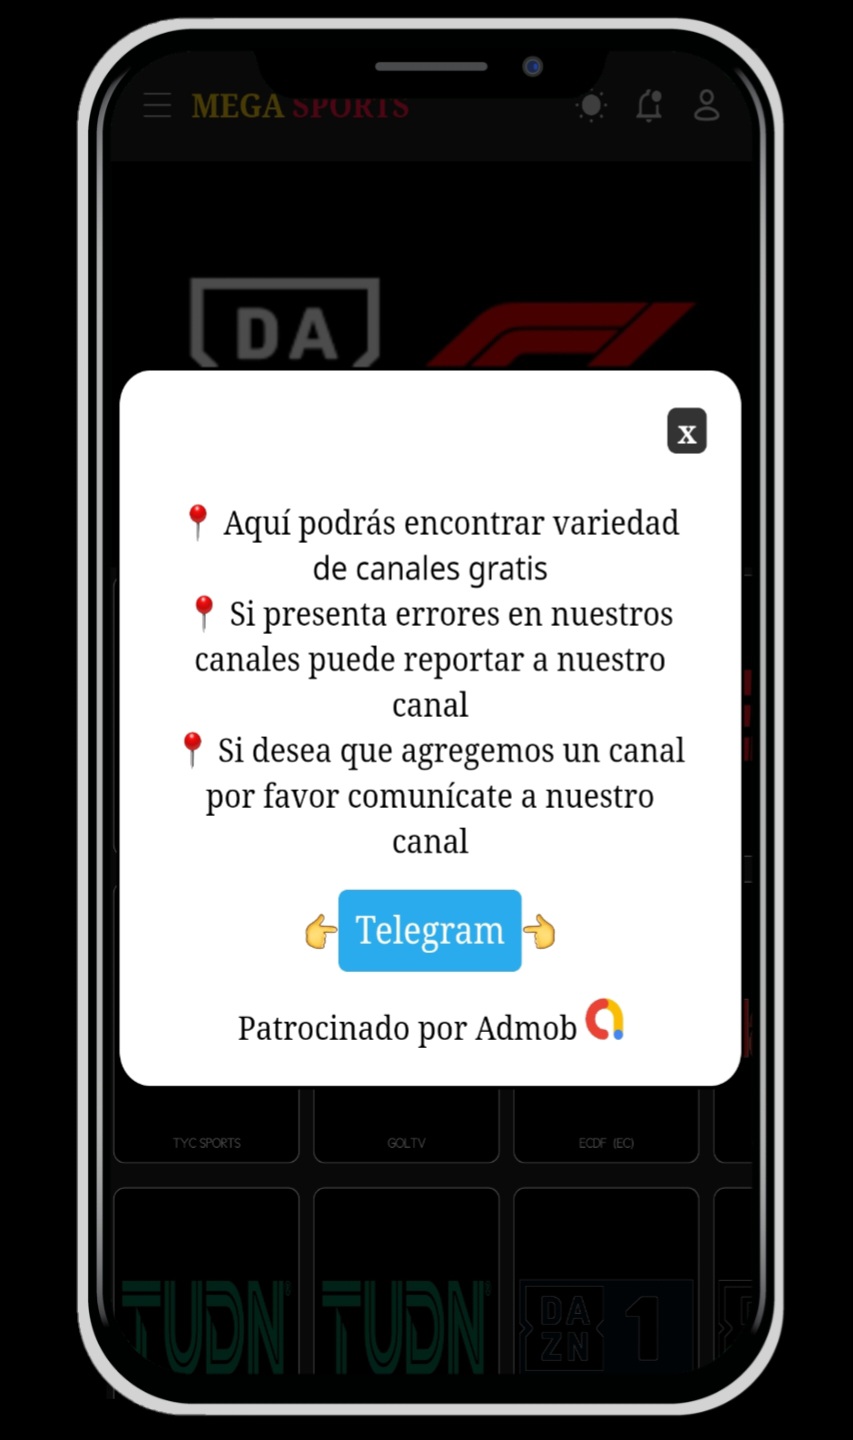 MEGA SPORTS
DA
x
📍 Aquí podrás encontrar variedad
de canales gratis
📍 Si presenta errores en nuestros
canales puede reportar a nuestro
canal
📍 Si desea que agregemos un canal
por favor comunícate a nuestro
canal
👉 Telegram 👈
Patrocinado por Admob
TYC SPORTS GOLTV ECDF (EC)
TUDN® TUDN® DAZN 1